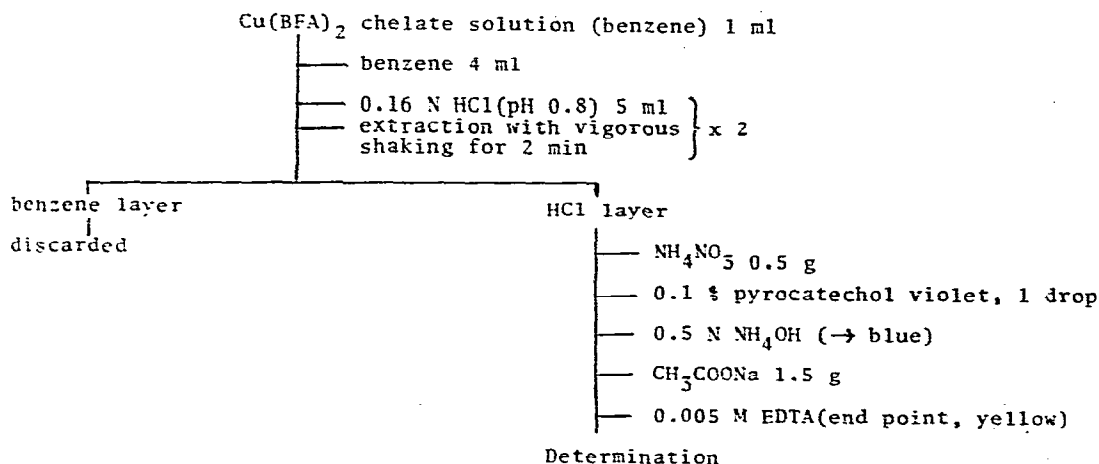 Cu(BFA)2 chelate solution (benzene) 1 ml
benzene 4 ml
0.16 N HCl(pH 0.8) 5 ml
extraction with vigorous
shaking for 2 min
} x 2
benzene layer
HCl layer
discarded
NH4NO3 0.5 g
0.1 % pyrocatechol violet, 1 drop
0.5 N NH4OH (→ blue)
CH3COONa 1.5 g
0.005 M EDTA(end point, yellow)
Determination